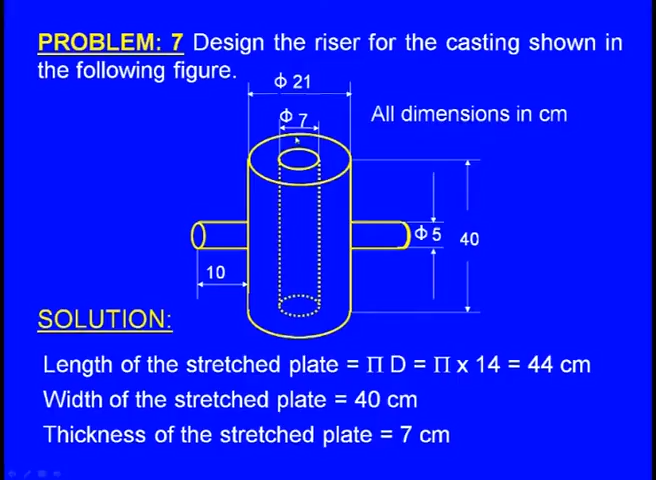 PROBLEM: 7 Design the riser for the casting shown in
the following figure.
Φ 21
Φ 7
All dimensions in cm
Φ 5
40
10
SOLUTION:
Length of the stretched plate = Π D = Π x 14 = 44 cm
Width of the stretched plate = 40 cm
Thickness of the stretched plate = 7 cm